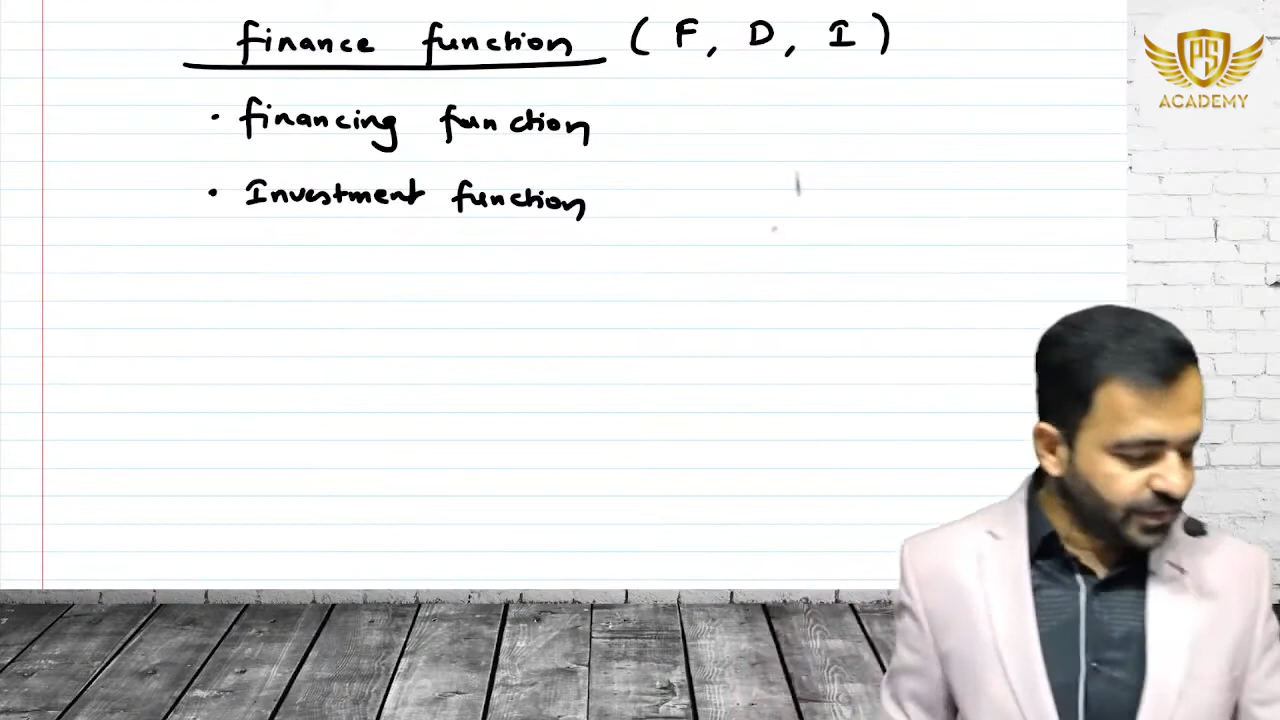 finance function ( F, D, I )
• financing function
• Investment function
PS
ACADEMY